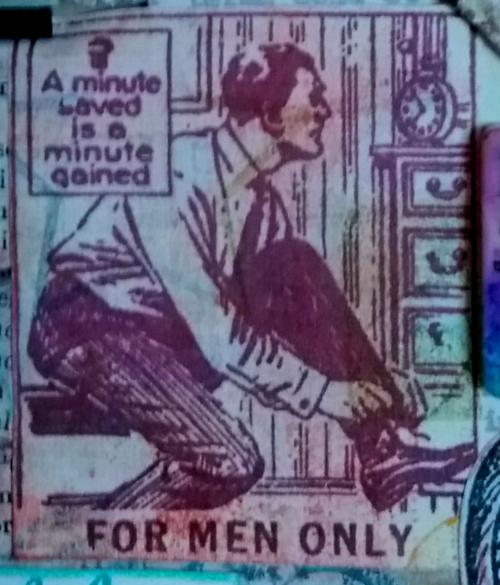 A minute
saved
is a
minute
gained
FOR MEN ONLY